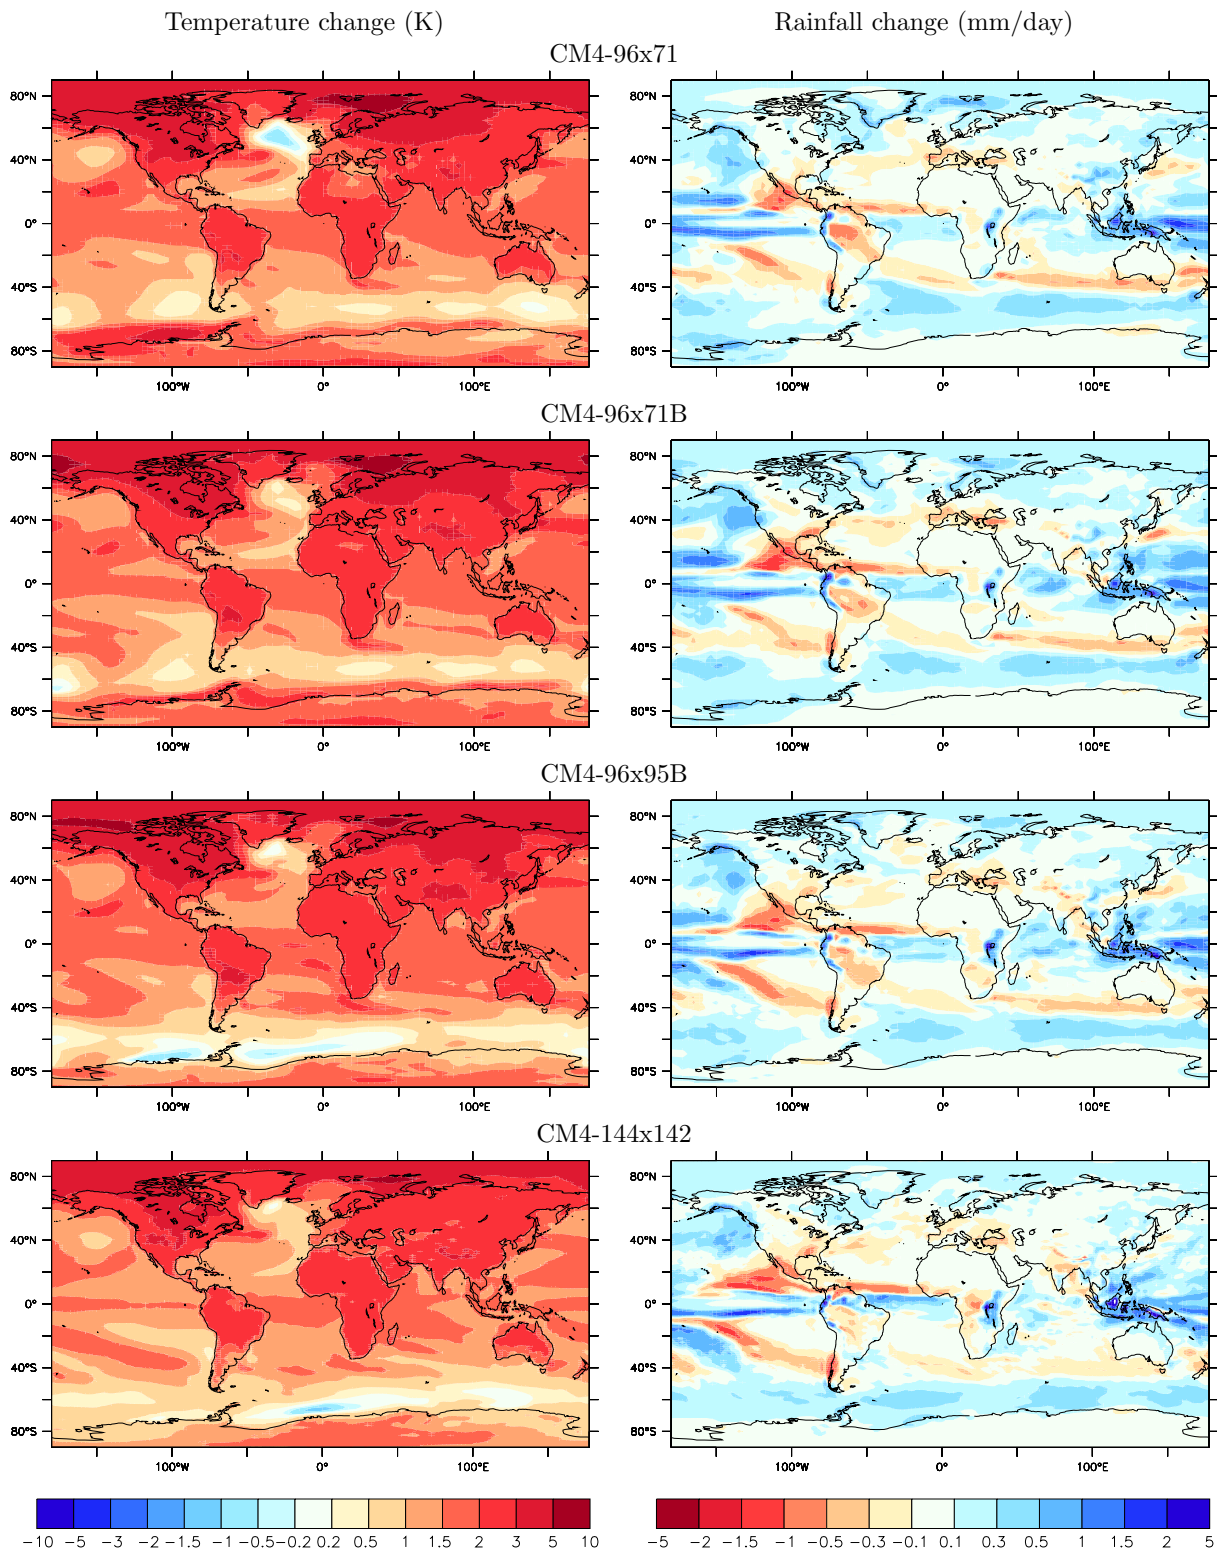 Temperature change (K) Rainfall change (mm/day)
CM4-96x71
80°N 80°N
40°N 40°N
0° 0°
40°S 40°S
80°S 80°S
100°W 0° 100°E 100°W 0° 100°E
CM4-96x71B
80°N 80°N
40°N 40°N
0° 0°
40°S 40°S
80°S 80°S
100°W 0° 100°E 100°W 0° 100°E
CM4-96x95B
80°N 80°N
40°N 40°N
0° 0°
40°S 40°S
80°S 80°S
100°W 0° 100°E 100°W 0° 100°E
CM4-144x142
80°N 80°N
40°N 40°N
0° 0°
40°S 40°S
80°S 80°S
100°W 0° 100°E 100°W 0° 100°E
−10 −5 −3 −2 −1.5 −1 −0.5 −0.2 0.2 0.5 1 1.5 2 3 5 10 −5 −2 −1.5 −1 −0.5 −0.3 −0.1 0.1 0.3 0.5 1 1.5 2 5